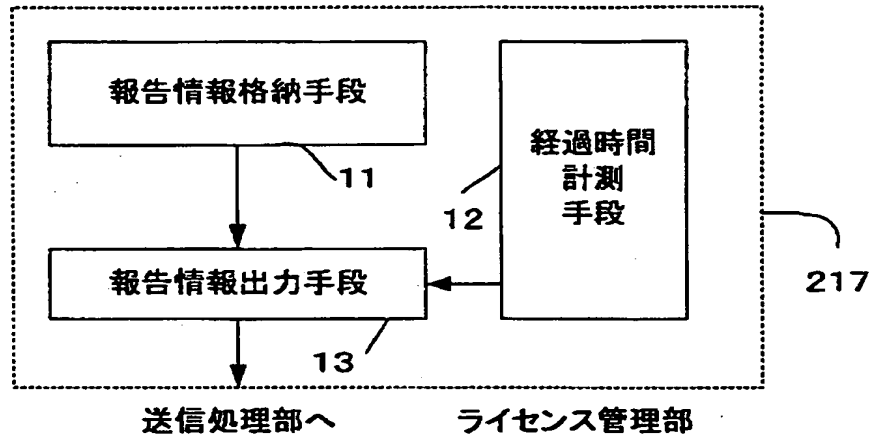 報告情報格納手段
11
経過時間
計測
手段
12
報告情報出力手段
13
217
送信処理部へ
ライセンス管理部